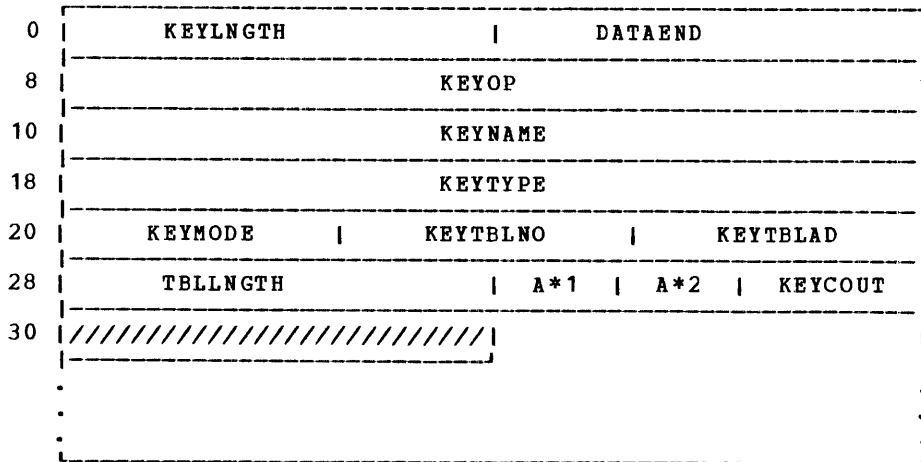 0 KEYLNGTH DATAEND
8 KEYOP
10 KEYNAME
18 KEYTYPE
20 KEYMODE KEYTBLNO KEYTBLAD
28 TBLLNGTH A*1 A*2 KEYCOUT
30 ///////////////////////////